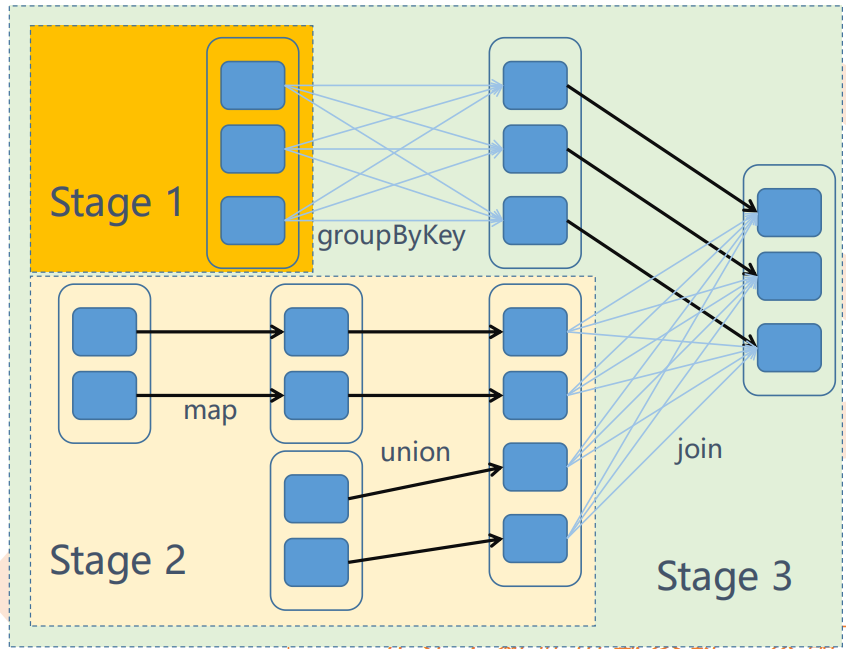 Stage 1
groupByKey
map
union
join
Stage 2
Stage 3